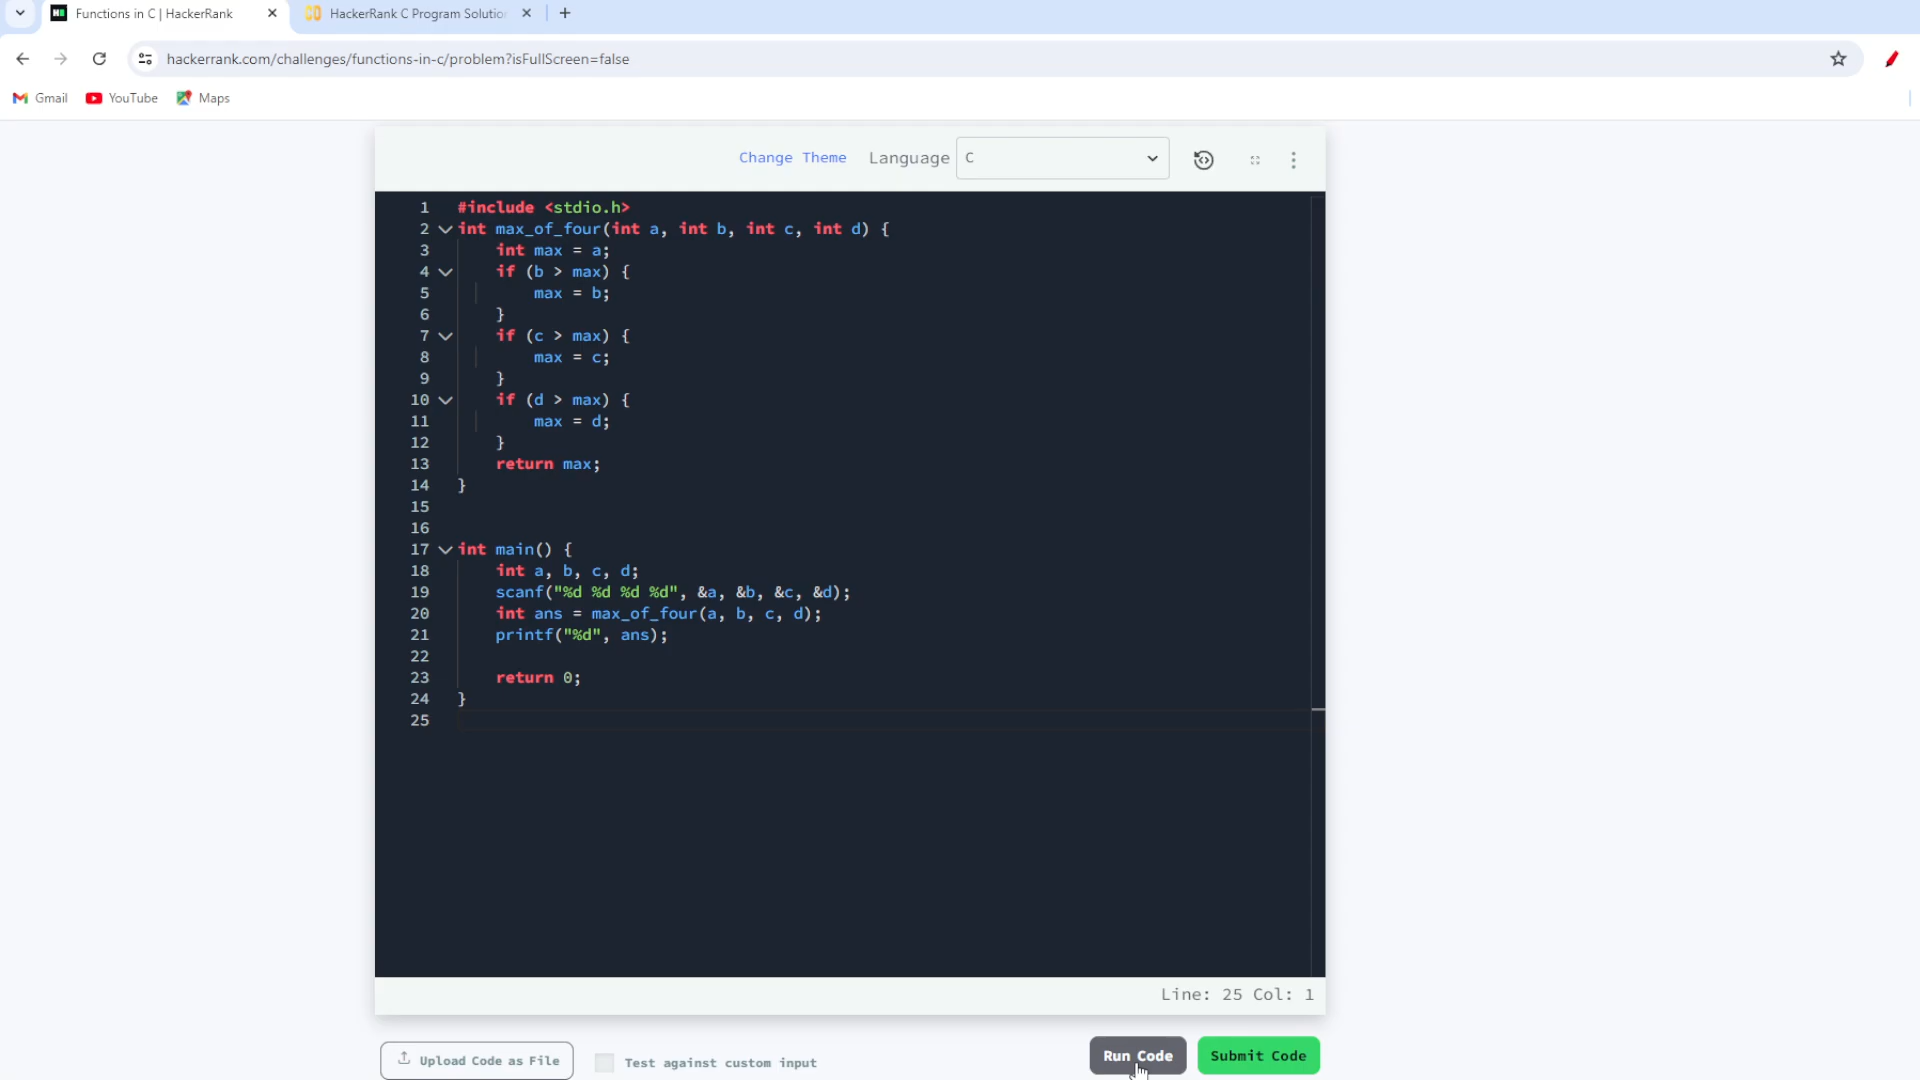 Functions in C | HackerRank
HackerRank C Program Solutio
hackerrank.com/challenges/functions-in-c/problem?isFullScreen=false
Gmail YouTube Maps
Change Theme Language C
1 #include <stdio.h>
2 int max_of_four(int a, int b, int c, int d) {
3 int max = a;
4 if (b > max) {
5 max = b;
6 }
7 if (c > max) {
8 max = c;
9 }
10 if (d > max) {
11 max = d;
12 }
13 return max;
14 }
15
16
17 int main() {
18 int a, b, c, d;
19 scanf("%d %d %d %d", &a, &b, &c, &d);
20 int ans = max_of_four(a, b, c, d);
21 printf("%d", ans);
22
23 return 0;
24 }
25
Line: 25 Col: 1
Upload Code as File Test against custom input Run Code Submit Code